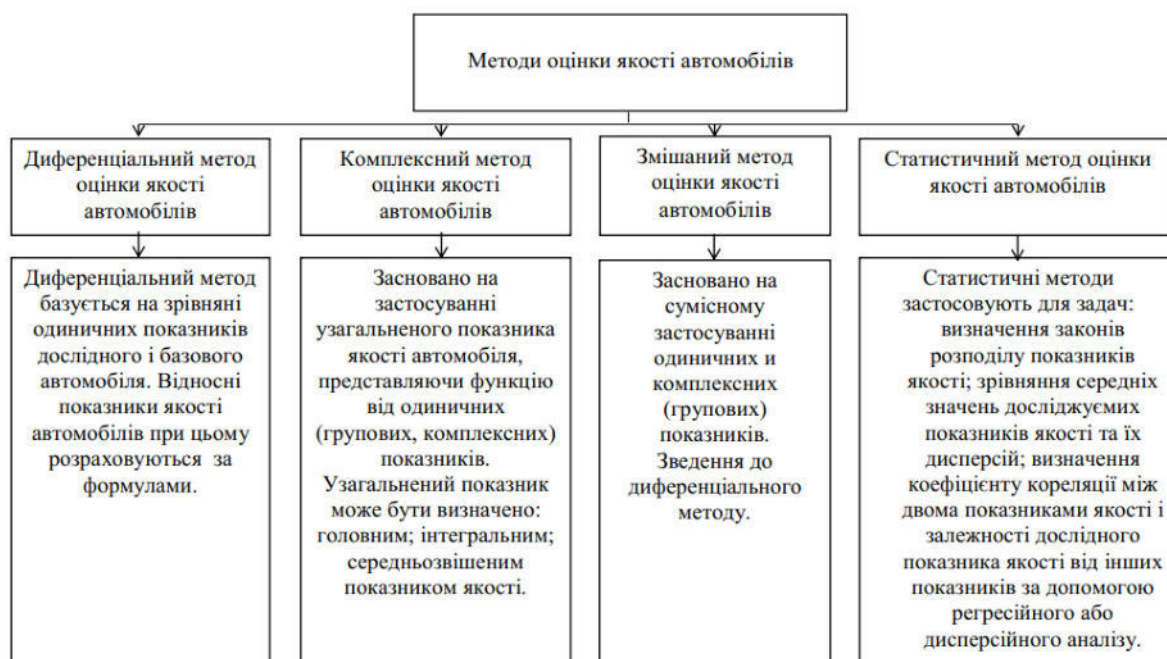 Методи оцінки якості автомобілів
Диференціальний метод
оцінки якості
автомобілів
Комплексний метод
оцінки якості
автомобілів
Змішаний метод
оцінки якості
автомобілів
Статистичний метод оцінки
якості автомобілів
Диференціальний метод
базується на зрівняні
одиничних показників
дослідного і базового
автомобіля. Відносні
показники якості
автомобілів при цьому
розраховуються за
формулами.
Засновано на
застосуванні
узагальненого показника
якості автомобіля,
представляючи функцію
від одиничних
(групових, комплексних)
показників.
Узагальнений показник
може бути визначено:
головним; інтегральним;
середньозвішеним
показником якості.
Засновано на
сумісному
застосуванні
одиничних и
комплексних
(групових)
показників.
Зведення до
диференціального
методу.
Статистичні методи
застосовують для задач:
визначення законів
розподілу показників
якості; зрівняння середніх
значень досліджуємих
показників якості та їх
дисперсій; визначення
коефіцієнту кореляції між
двома показниками якості і
залежності дослідного
показника якості від інших
показників за допомогою
регресійного або
дисперсійного аналізу.